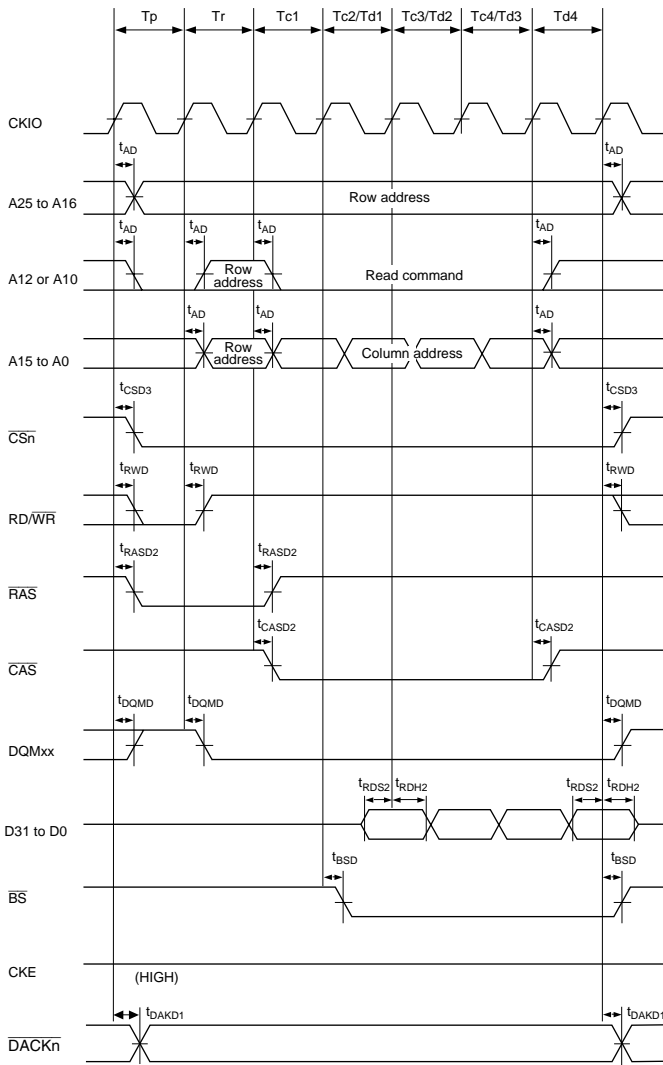 Tp Tr Tc1 Tc2/Td1 Tc3/Td2 Tc4/Td3 Td4
CKIO
tAD tAD
A25 to A16 Row address
tAD tAD tAD tAD
A12 or A10 Row address Read command
tAD tAD tAD
A15 to A0 Row address Column address
tCSD3 tCSD3
CSn
tRWD tRWD tRWD
RD/WR
tRASD2 tRASD2
RAS
tCASD2 tCASD2
CAS
tDQMD tDQMD tDQMD
DQMxx
tRDS2 tRDH2 tRDS2 tRDH2
D31 to D0
tBSD tBSD
BS
CKE
(HIGH)
tDAKD1 tDAKD1
DACKn